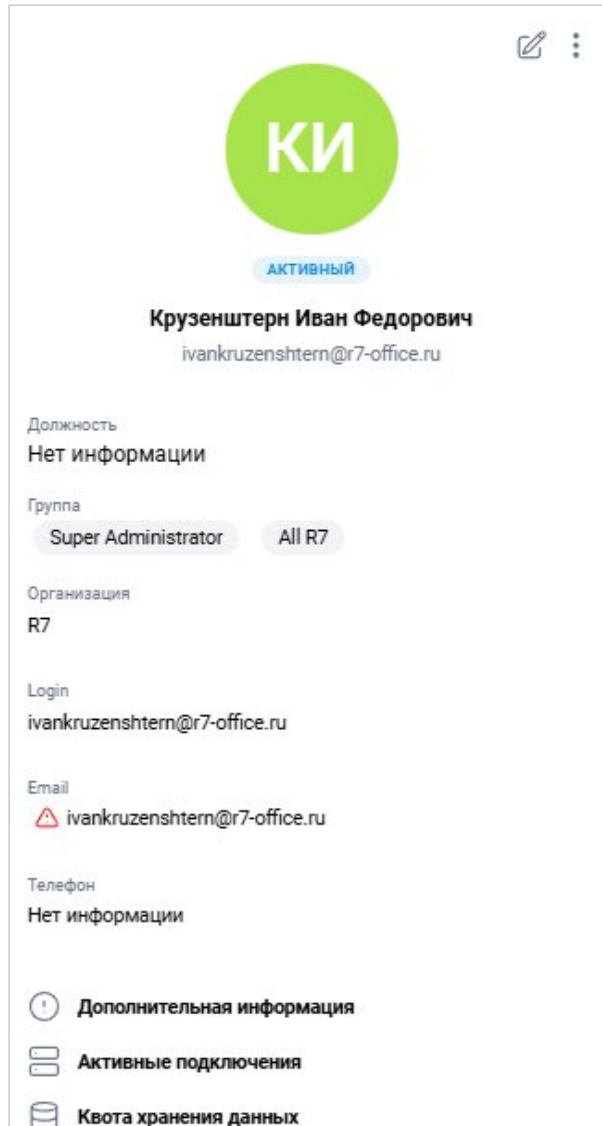 КИ
АКТИВНЫЙ
Крузенштерн Иван Федорович
ivankruzenshtern@r7-office.ru
Должность
Нет информации
Группа
Super Administrator All R7
Организация
R7
Login
ivankruzenshtern@r7-office.ru
Email
ivankruzenshtern@r7-office.ru
Телефон
Нет информации
Дополнительная информация
Активные подключения
Квота хранения данных